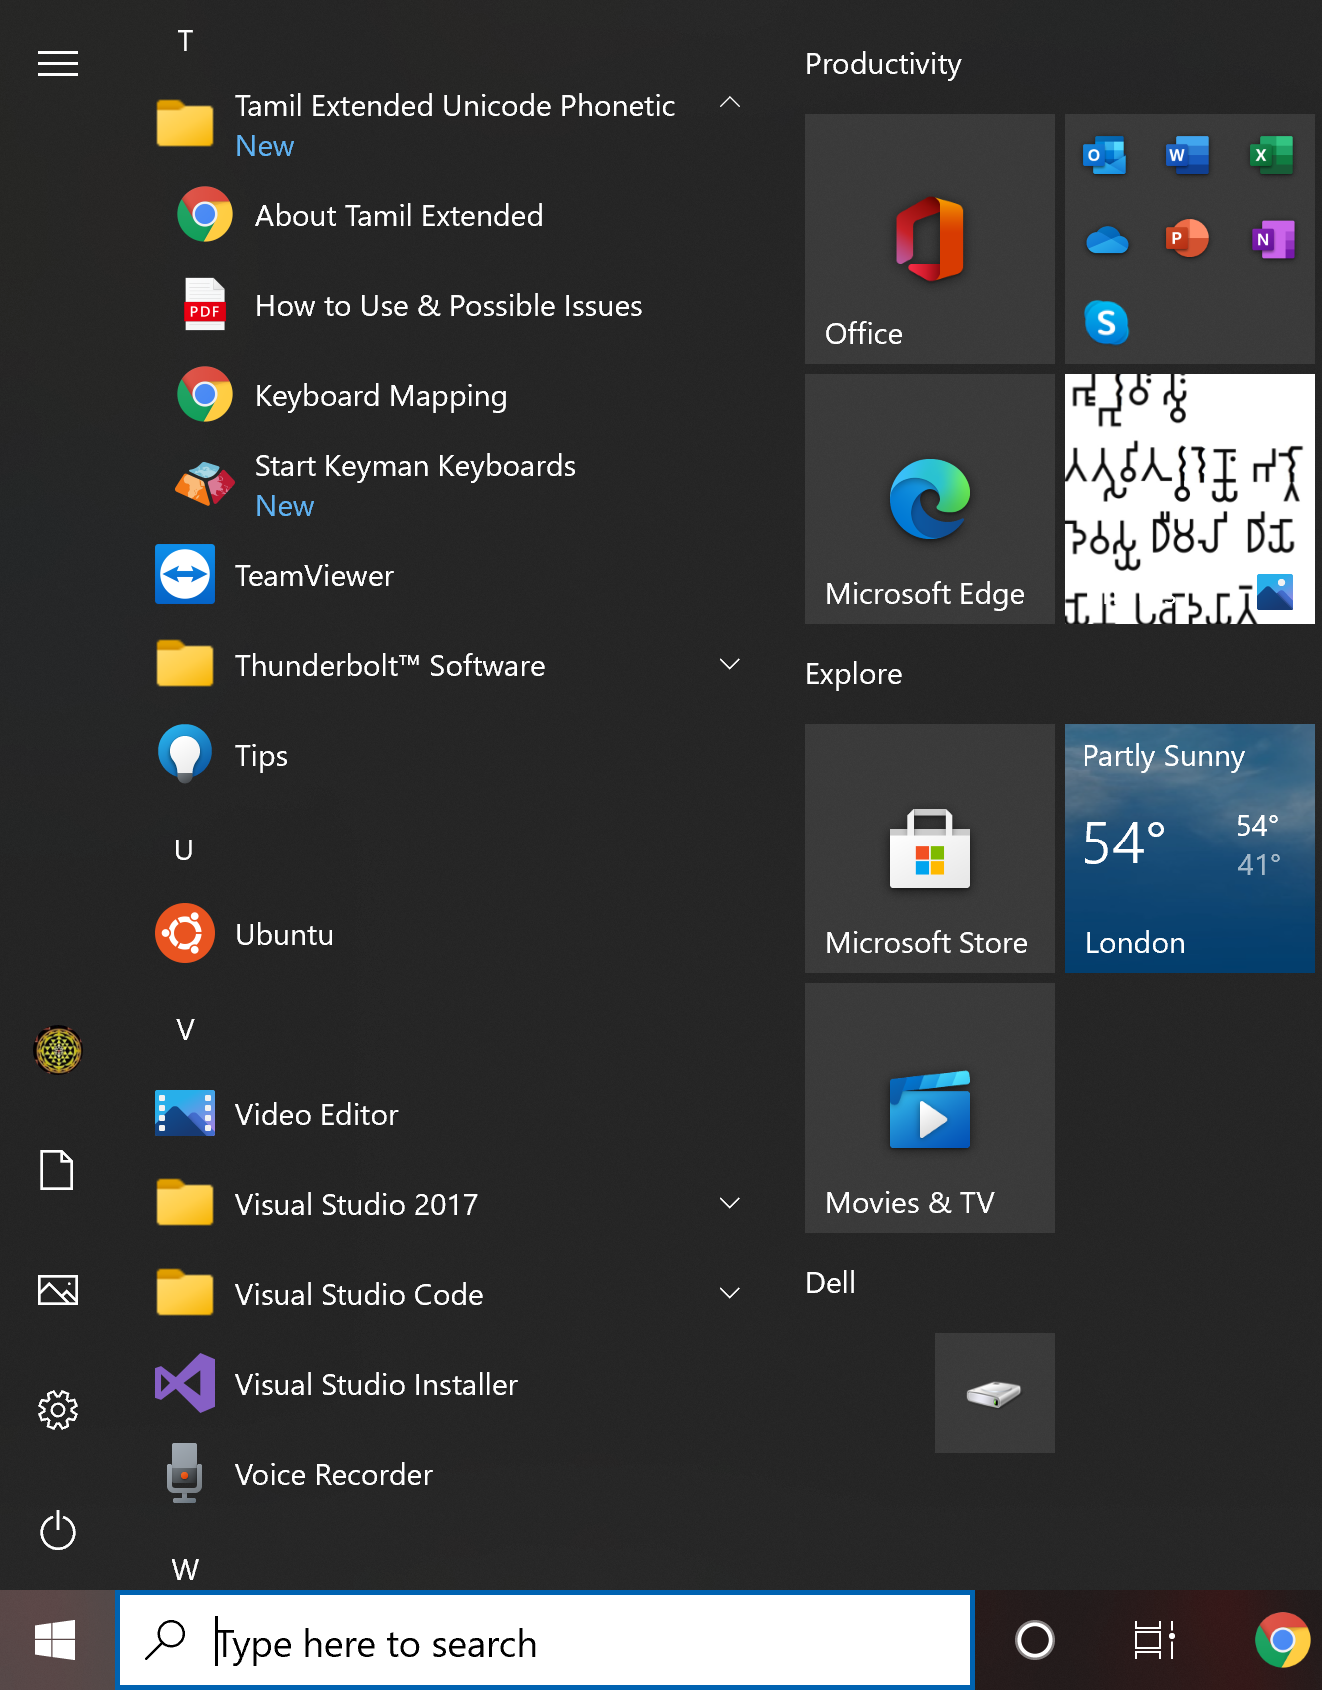 T
Tamil Extended Unicode Phonetic
New
About Tamil Extended
PDF
How to Use & Possible Issues
Keyboard Mapping
Start Keyman Keyboards
New
TeamViewer
Thunderbolt™ Software
Tips
U
Ubuntu
V
Video Editor
Visual Studio 2017
Visual Studio Code
Visual Studio Installer
Voice Recorder
W
Productivity
Office
O
W
X
P
N
S
Microsoft Edge
Explore
Microsoft Store
Partly Sunny
54°
54°
41°
London
Movies & TV
Dell
Type here to search